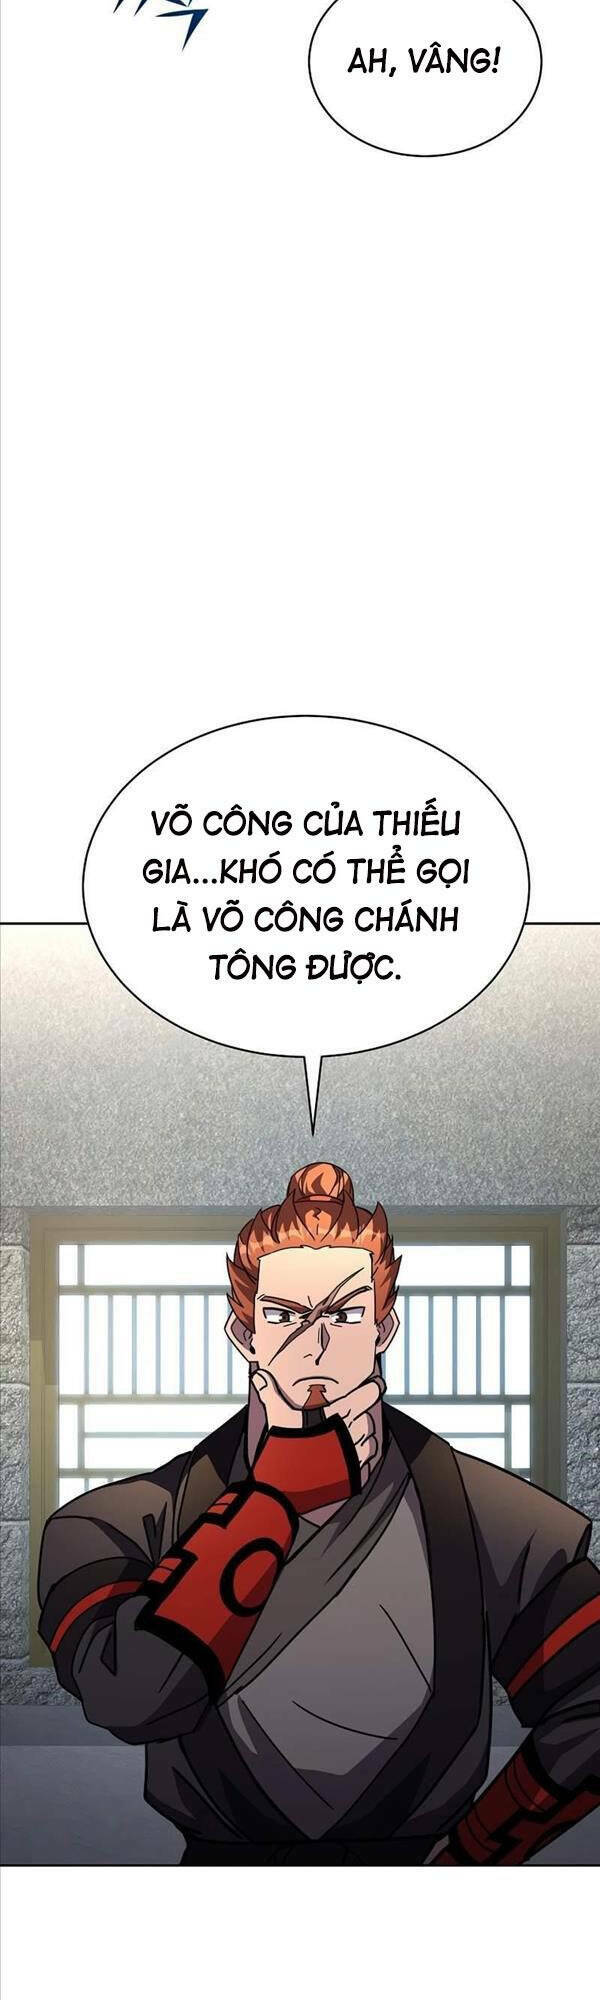 AH, VÂNG!
VÕ CÔNG CỦA THIẾU
GIA...KHÓ CÓ THỂ GỌI
LÀ VÕ CÔNG CHÁNH
TÔNG ĐƯỢC.